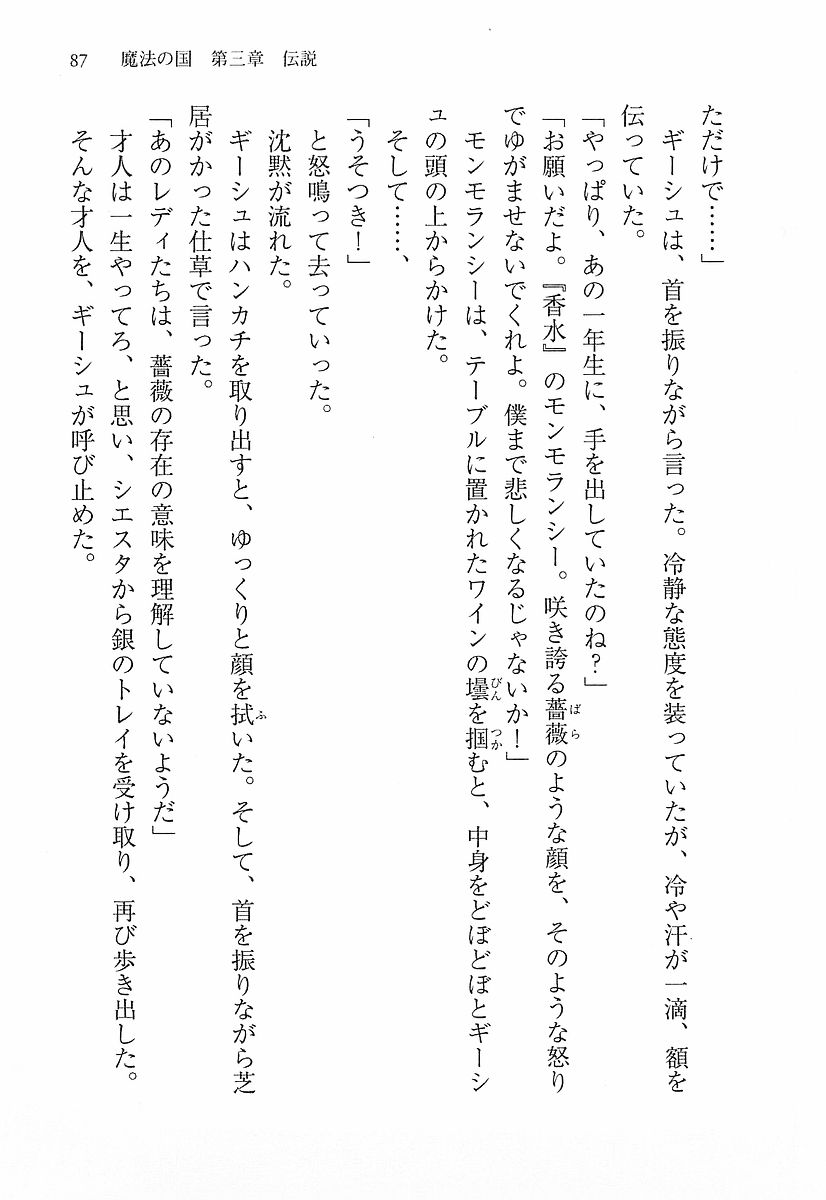 87　魔法の国　第三章　伝説
ただけで……」
　ギーシュは、首を振りながら言った。冷静な態度を装っていたが、冷や汗が一滴、額を
伝っていた。
「やっぱり、あの一年生に、手を出していたのね？」
「お願いだよ。『香水』のモンモランシー。咲き誇る薔薇のような顔を、そのような怒り
でゆがませないでくれよ。僕まで悲しくなるじゃないか！」
　モンモランシーは、テーブルに置かれたワインの壜を掴むと、中身をどぼどぼとギーシ
ュの頭の上からかけた。
　そして……、
「うそつき！」
　と怒鳴って去っていった。
　沈黙が流れた。
　ギーシュはハンカチを取り出すと、ゆっくりと顔を拭いた。そして、首を振りながら芝
居がかった仕草で言った。
「あのレディたちは、薔薇の存在の意味を理解していないようだ」
　才人は一生やってろ、と思い、シエスタから銀のトレイを受け取り、再び歩き出した。
　そんな才人を、ギーシュが呼び止めた。